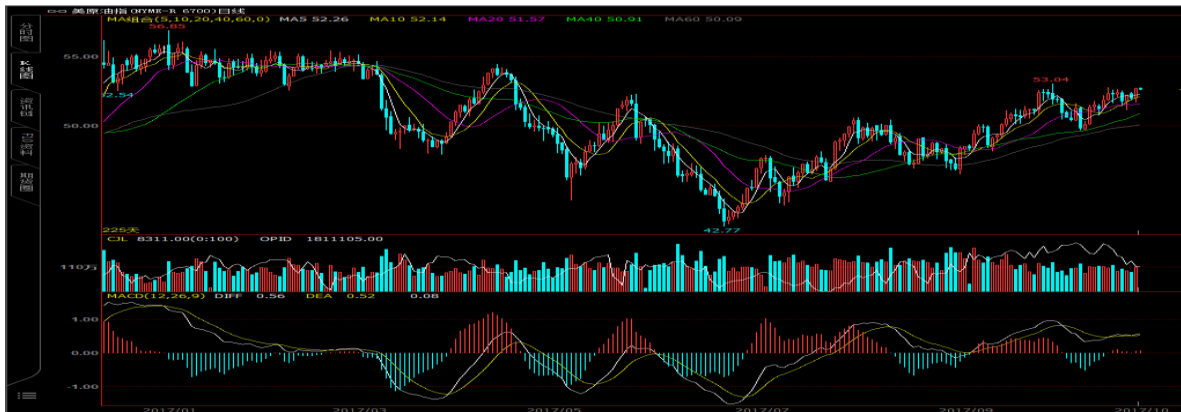 美原油指(NYME-R 6700)日线
MA组合(5,10,20,40,60,0) MA5 52.26 MA10 52.14 MA20 51.57 MA40 50.91 MA60 50.09
分时图
K线图
资讯
资料
期货圈
56.85
55.00
53.04
52.54
50.00
42.77
225天
CJL 8311.00(0:100) OPID 1811105.00
110万
MACD(12,26,9) DIFF 0.56 DEA 0.52 0.08
1.00
0.00
-1.00
2017/01 2017/03 2017/05 2017/07 2017/09 2017/10